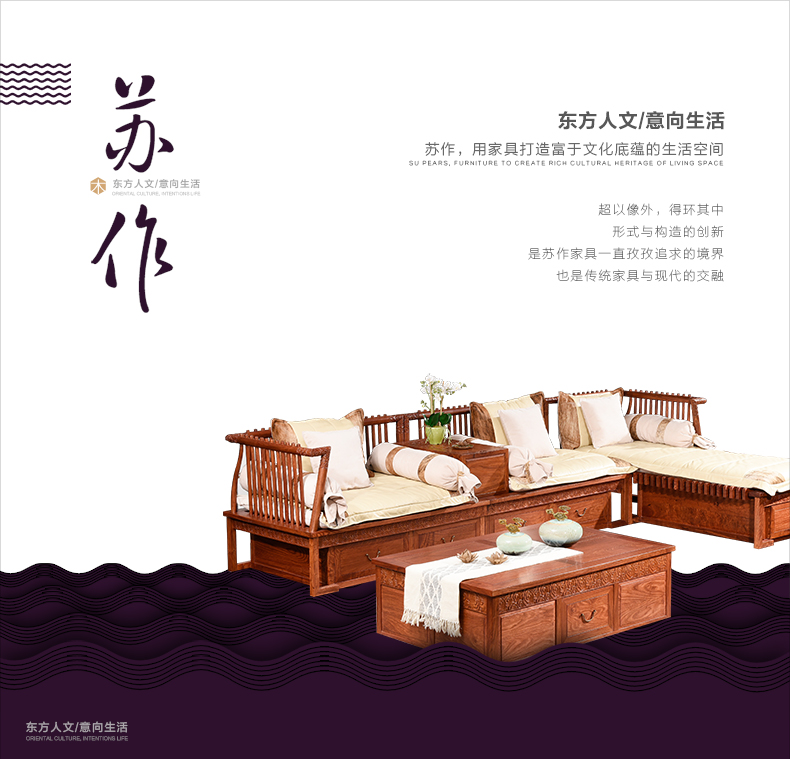 苏作
东方人文/意向生活
ORIENTAL CULTURE, INTENTIONS LIFE
东方人文/意向生活
苏作，用家具打造富于文化底蕴的生活空间
SU PEARS, FURNITURE TO CREATE RICH CULTURAL HERITAGE OF LIVING SPACE
超以像外，得环其中
形式与构造的创新
是苏作家具一直孜孜追求的境界
也是传统家具与现代的交融
东方人文/意向生活
ORIENTAL CULTURE, INTENTIONS LIFE